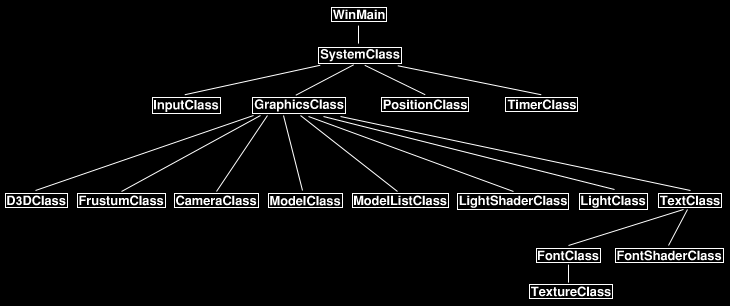 WinMain
SystemClass
InputClass GraphicsClass PositionClass TimerClass
D3DClass FrustumClass CameraClass ModelClass ModelListClass LightShaderClass LightClass TextClass
FontClass FontShaderClass
TextureClass